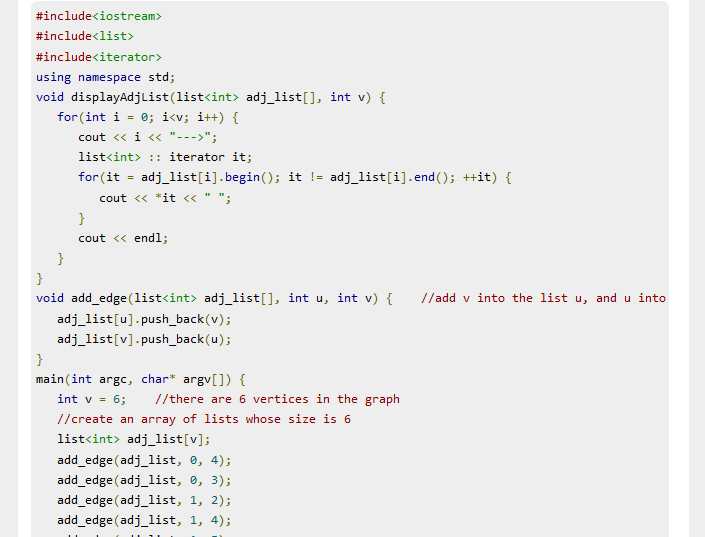 #include<iostream>
#include<list>
#include<iterator>
using namespace std;
void displayAdjList(list<int> adj_list[], int v) {
   for(int i = 0; i<v; i++) {
      cout << i << "--->";
      list<int> :: iterator it;
      for(it = adj_list[i].begin(); it != adj_list[i].end(); ++it) {
         cout << *it << " ";
      }
      cout << endl;
   }
}
void add_edge(list<int> adj_list[], int u, int v) {    //add v into the list u, and u into
   adj_list[u].push_back(v);
   adj_list[v].push_back(u);
}
main(int argc, char* argv[]) {
   int v = 6;    //there are 6 vertices in the graph
   //create an array of lists whose size is 6
   list<int> adj_list[v];
   add_edge(adj_list, 0, 4);
   add_edge(adj_list, 0, 3);
   add_edge(adj_list, 1, 2);
   add_edge(adj_list, 1, 4);